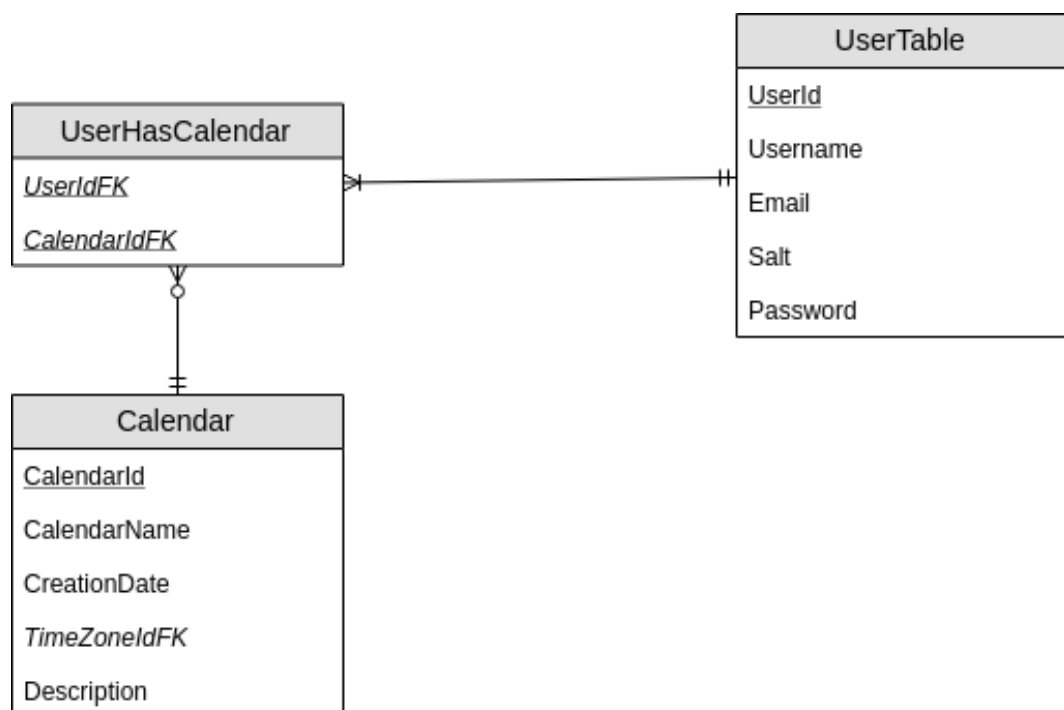 UserTable
UserId
Username
Email
Salt
Password
UserHasCalendar
UserIdFK
CalendarIdFK
Calendar
CalendarId
CalendarName
CreationDate
TimeZoneIdFK
Description